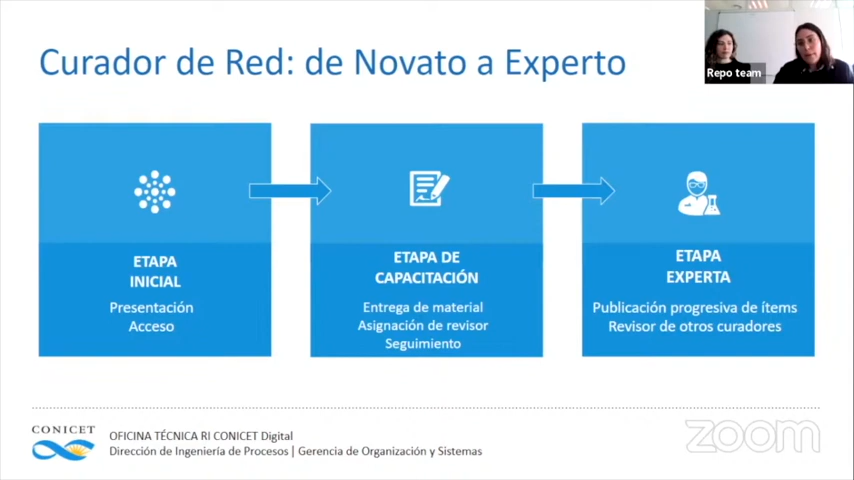 Curador de Red: de Novato a Experto
Repo team
ETAPA
INICIAL
Presentación
Acceso
ETAPA DE
CAPACITACIÓN
Entrega de material
Asignación de revisor
Seguimiento
ETAPA
EXPERTA
Publicación progresiva de ítems
Revisor de otros curadores
CONICET
OFICINA TÉCNICA RI CONICET Digital
Dirección de Ingeniería de Procesos | Gerencia de Organización y Sistemas
zoom